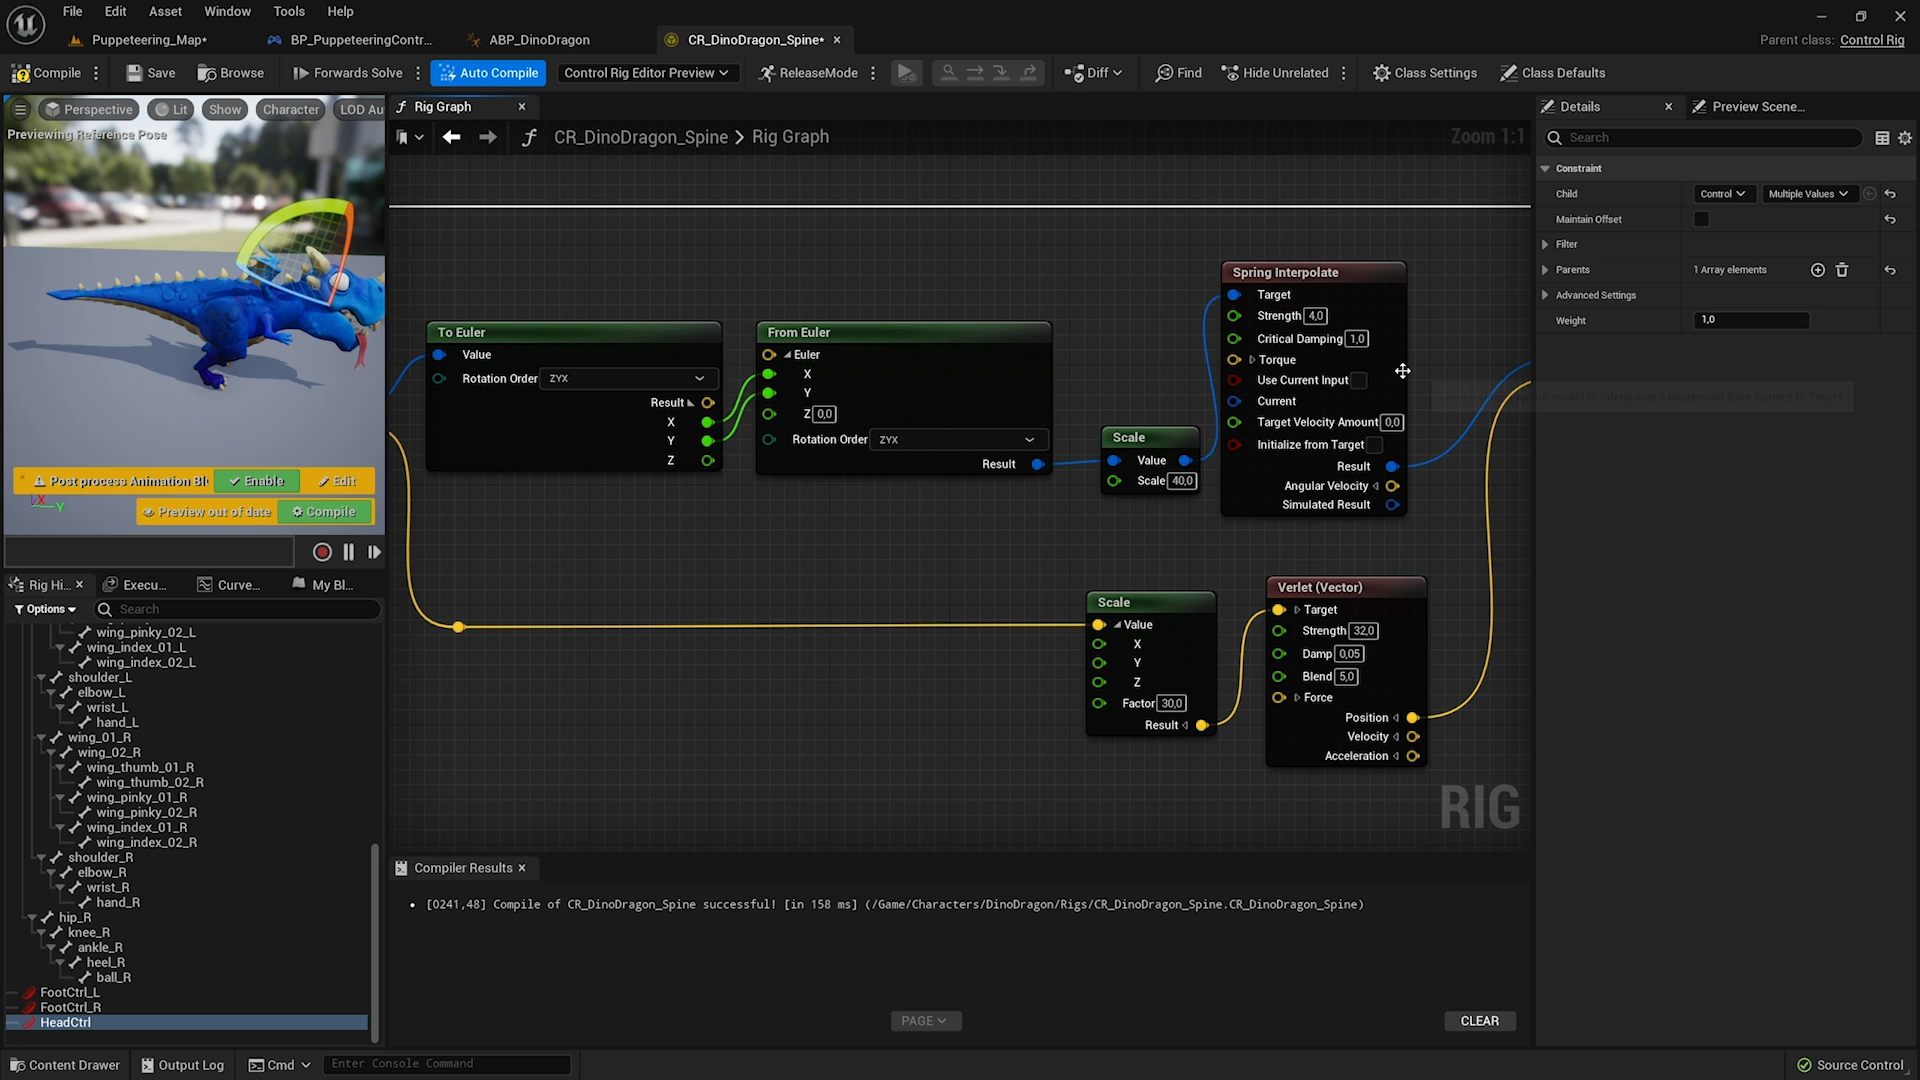 File Edit Asset Window Tools Help
Puppeteering_Map* BP_PuppeteeringContr... ABP_DinoDragon CR_DinoDragon_Spine* Parent class: Control Rig
Compile Save Browse Forwards Solve Auto Compile Control Rig Editor Preview ReleaseMode Diff Find Hide Unrelated Class Settings Class Defaults
Perspective Lit Show Character LOD Au
Previewing Reference Pose
Post process Animation Bl Enable Edit
X
Y
Preview out of date Compile
Rig Hi... Execu... Curve... My Bl...
Options Search
wing_pinky_02_L
wing_index_01_L
wing_index_02_L
shoulder_L
elbow_L
wrist_L
hand_L
wing_01_R
wing_02_R
wing_thumb_01_R
wing_thumb_02_R
wing_pinky_01_R
wing_pinky_02_R
wing_index_01_R
wing_index_02_R
shoulder_R
elbow_R
wrist_R
hand_R
hip_R
knee_R
ankle_R
heel_R
ball_R
FootCtrl_L
FootCtrl_R
HeadCtrl
Rig Graph
CR_DinoDragon_Spine > Rig Graph Zoom 1:1
To Euler
Value
Rotation Order ZYX
Result
X
Y
Z
From Euler
Euler
X
Y
Z 0,0
Rotation Order ZYX
Result
Scale
Value
Scale 40,0
Spring Interpolate
Target
Strength 4,0
Critical Damping 1,0
Torque
Use Current Input
Current
Target Velocity Amount 0,0
Initialize from Target
Result
Angular Velocity
Simulated Result
Scale
Value
X
Y
Z
Factor 30,0
Result
Verlet (Vector)
Target
Strength 32,0
Damp 0,05
Blend 5,0
Force
Position
Velocity
Acceleration
RIG
Compiler Results
• [0241,48] Compile of CR_DinoDragon_Spine successful! [in 158 ms] (/Game/Characters/DinoDragon/Rigs/CR_DinoDragon_Spine.CR_DinoDragon_Spine)
PAGE CLEAR
Details Preview Scene...
Search
Constraint
Child Control Multiple Values
Maintain Offset
Filter
Parents 1 Array elements
Advanced Settings
Weight 1,0
Content Drawer Output Log Cmd Enter Console Command Source Control